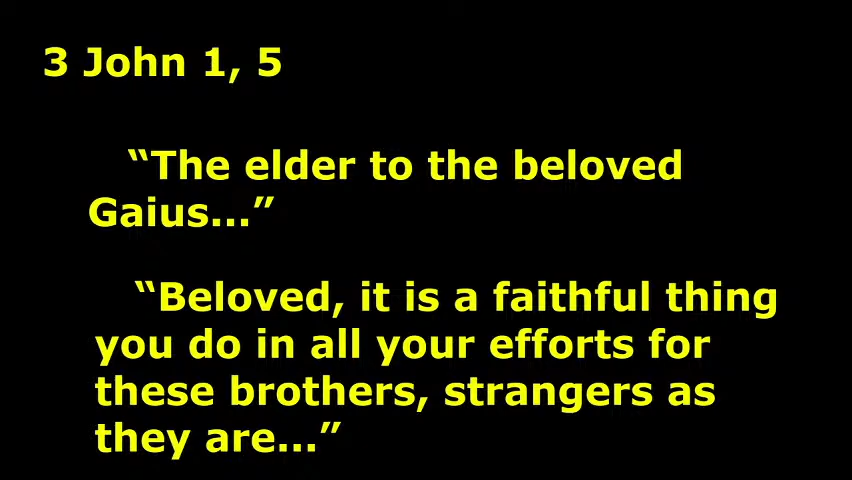 3 John 1, 5
“The elder to the beloved
Gaius...”
“Beloved, it is a faithful thing
you do in all your efforts for
these brothers, strangers as
they are...”